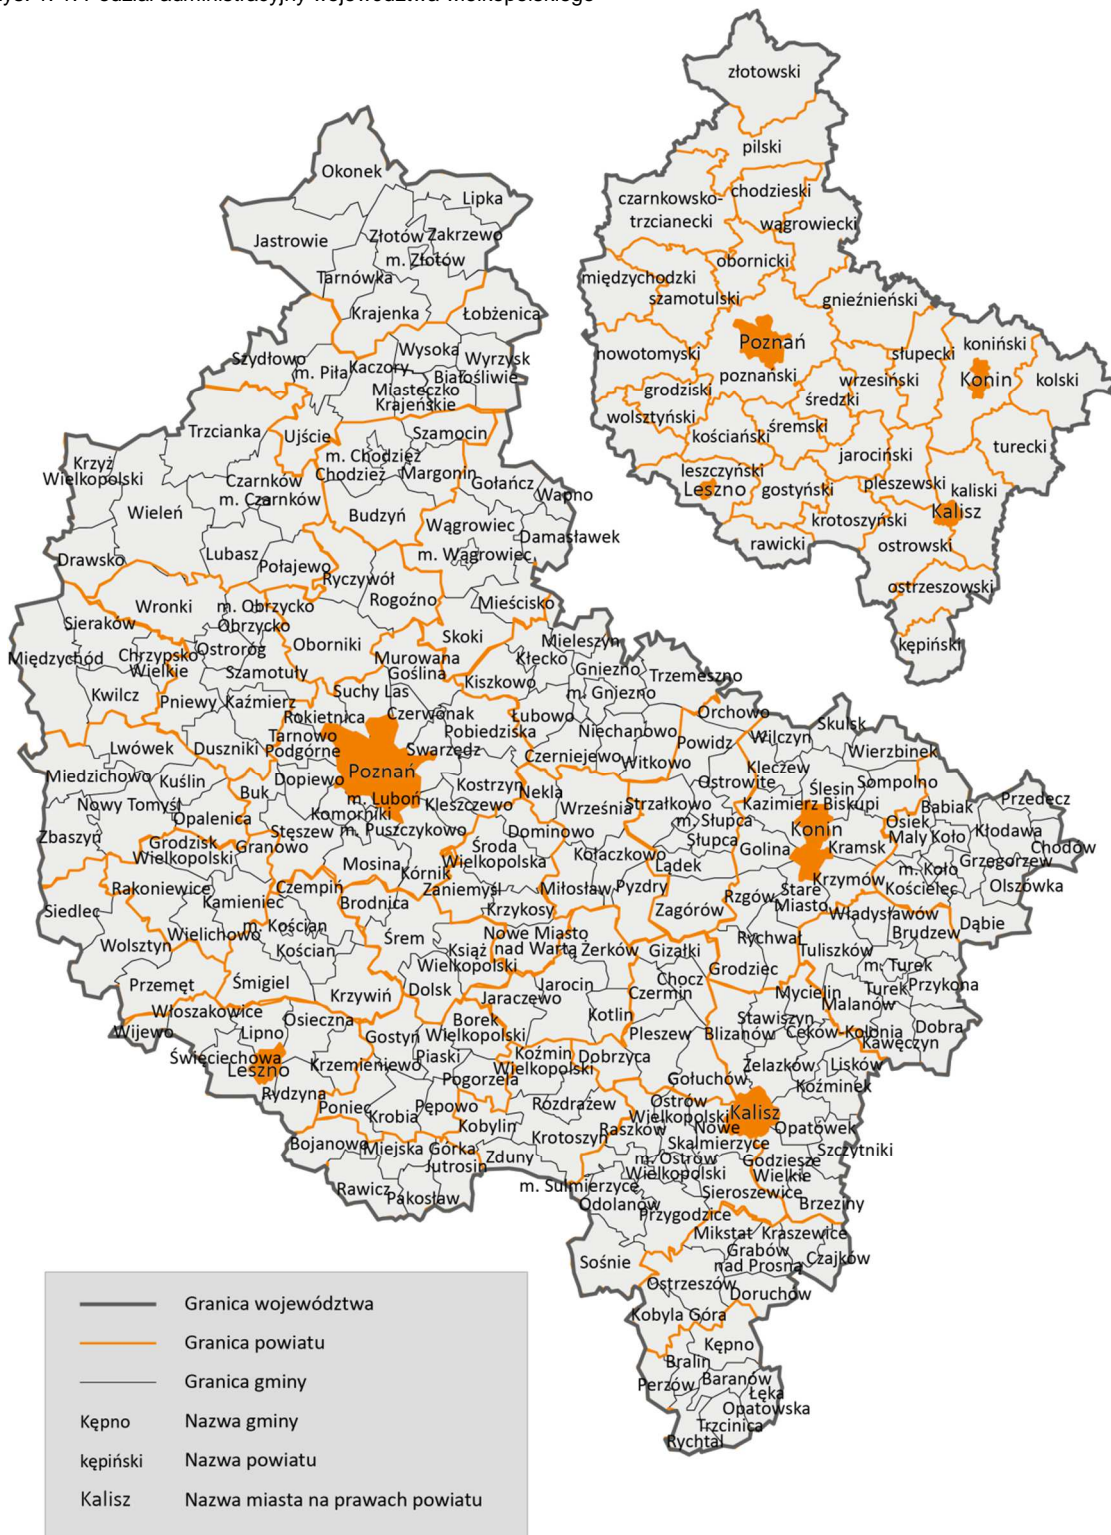 Podział administracyjny województwa wielkopolskiego
złotowski
pilski
czarnkowsko-
trzcianecki
chodzieski
wągrowiecki
obornicki
międzychodzki
szamotulski
gnieźnieński
Poznań
nowotomyski
poznański
słupecki
koniński
Konin
kolski
wrzesiński
grodziski
średzki
wolsztyński
śremski
kościański
jarociński
turecki
leszczyński
Leszno
gostyński
pleszewski
kaliski
Kalisz
krotoszyński
rawicki
ostrowski
ostrzeszowski
kępiński
Okonek
Lipka
Jastrowie
Złotów
Zakrzewo
m. Złotów
Tarnówka
Krajenka
Łobżenica
Szydłowo
m. Piła
Kaczory
Wysoka
Wyrzysk
Białośliwie
Miasteczko
Krajeńskie
Trzcianka
Ujście
Szamocin
m. Chodzież
Chodzież
Margonin
Krzyż
Wielkopolski
Czarnków
m. Czarnków
Gołańcz
Wapno
Wieleń
Budzyń
Wągrowiec
Damasławek
m. Wągrowiec
Drawsko
Lubasz
Połajewo
Ryczywół
Rogoźno
Mieścisko
Wronki
m. Obrzycko
Obrzycko
Sieraków
Ostroróg
Oborniki
Skoki
Mieleszyn
Międzychód
Chrzypsko
Wielkie
Szamotuły
Murowana
Goślina
Kłecko
Gniezno
Trzemeszno
Kiszkowo
m. Gniezno
Kwilcz
Pniewy
Kaźmierz
Suchy Las
Rokietnica
Czerwonak
Łubowo
Orchowo
Skulsk
Pobiedziska
Niechanowo
Powidz
Wilczyn
Wierzbinek
Lwówek
Duszniki
Tarnowo
Podgórne
Swarzędz
Czerniejewo
Witkowo
Kleczew
Miedzichowo
Kuślin
Dopiewo
Poznań
Kostrzyn
Nekla
Ostrowite
Ślesin
Sompolno
Nowy Tomyśl
Buk
m. Luboń
Kleszczewo
Września
Strzałkowo
Kazimierz Biskupi
Babiak
Przedecz
Opalenica
Komorniki
m. Słupca
Osiek
Mały
Zbąszyń
Stęszew
m. Puszczykowo
Dominowo
Słupca
Konin
Koło
Kłodawa
Chodów
Grodzisk
Wielkopolski
Granowo
Mosina
Środa
Wielkopolska
Kołaczkowo
Golina
Kramsk
Grzegorzew
Kórnik
Lądek
m. Koło
Rakoniewice
Czempiń
Zaniemyśl
Miłosław
Pyzdry
Krzymów
Kościelec
Olszówka
Kamieniec
Brodnica
Rzgów
Stare
Miasto
Siedlec
Krzykosy
Zagórów
Władysławów
Dąbie
Brudzew
Wielichowo
m. Kościan
Śrem
Nowe Miasto
nad Wartą
Żerków
Gizałki
Rychwał
Tuliszków
Wolsztyn
Kościan
Książ
Wielkopolski
m. Turek
Przemęt
Śmigiel
Krzywiń
Dolsk
Jaraczewo
Jarocin
Chocz
Grodziec
Turek
Przykona
Czermin
Mycielin
Malanów
Włoszakowice
Kotlin
Stawiszyn
Wijewo
Lipno
Osieczna
Gostyń
Borek
Wielkopolski
Pleszew
Blizanów
Ceków-Kolonia
Dobra
Kawęczyn
Święciechowa
Leszno
Krzemieniewo
Piaski
Koźmin
Wielkopolski
Dobrzyca
Żelazków
Lisków
Pogorzela
Gołuchów
Koźminek
Rydzyna
Poniec
Krobia
Pępowo
Rozdrażew
Ostrów
Wielkopolski
Kalisz
Kobylin
Krotoszyn
Raszków
Nowe
Skalmierzyce
Opatówek
Bojanowo
Miejska Górka
Jutrosin
Zduny
m. Ostrów
Wielkopolski
Szczytniki
Godziesze
Wielkie
Rawicz
Pakosław
m. Sulmierzyce
Odolanów
Sieroszewice
Brzeziny
Przygodzice
Mikstat
Kraszewice
Grabów
nad Prosną
Czajków
Sośnie
Ostrzeszów
Doruchów
Kobyla Góra
Kępno
Bralin
Baranów
Perzów
Łęka
Opatowska
Trzcinica
Rychtal
Granica województwa
Granica powiatu
Granica gminy
Kępno Nazwa gminy
kępiński Nazwa powiatu
Kalisz Nazwa miasta na prawach powiatu